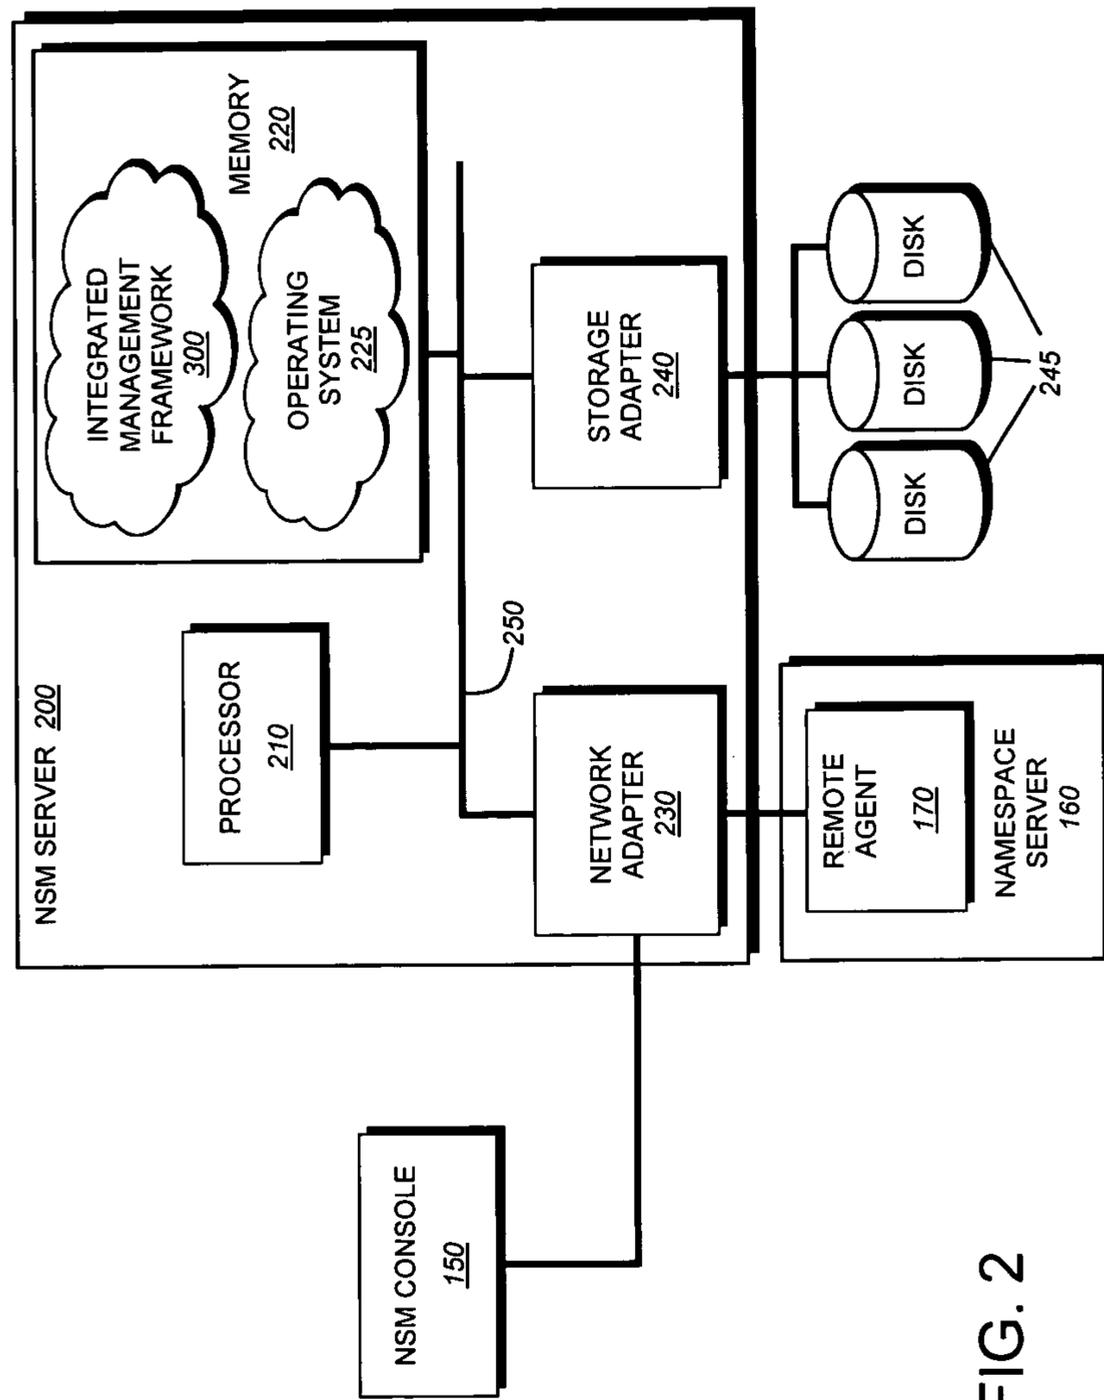 NSM SERVER 200
PROCESSOR
210
INTEGRATED
MANAGEMENT
FRAMEWORK
300
MEMORY
220
OPERATING
SYSTEM
225
250
NSM CONSOLE
150
NETWORK
ADAPTER
230
STORAGE
ADAPTER
240
REMOTE
AGENT
170
NAMESPACE
SERVER
160
DISK
DISK
DISK
245
FIG. 2